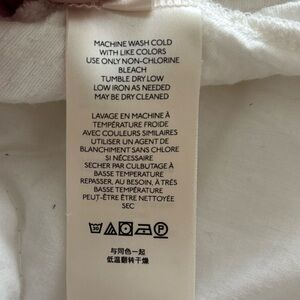 MACHINE WASH COLD
WITH LIKE COLORS
USE ONLY NON-CHLORINE
BLEACH
TUMBLE DRY LOW
LOW IRON AS NEEDED
MAY BE DRY CLEANED
LAVAGE EN MACHINE À
TEMPÉRATURE FROIDE
AVEC COULEURS SIMILAIRES
UTILISER UN AGENT DE
BLANCHIMENT SANS CHLORE
SI NÉCESSAIRE
SECHER PAR CULBUTAGE À
BASSE TEMPERATURE
REPASSER, AU BESOIN, À TRÉS
BASSE TEMPÉRATURE
PEUT-ÊTRE ÊTRE NETTOYÉE
SEC
与同色一起
低温翻转干燥